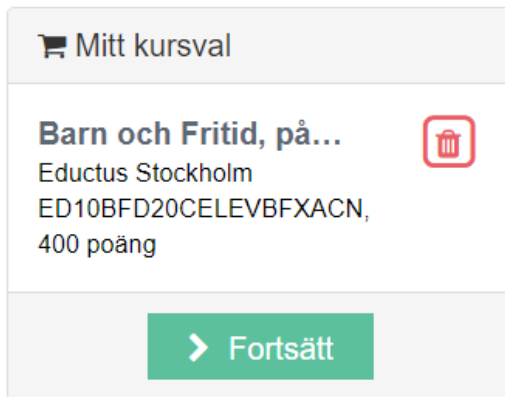 Mitt kursval
Barn och Fritid, på...
Eductus Stockholm
ED10BFD20CELEVBFXACN,
400 poäng
Fortsätt